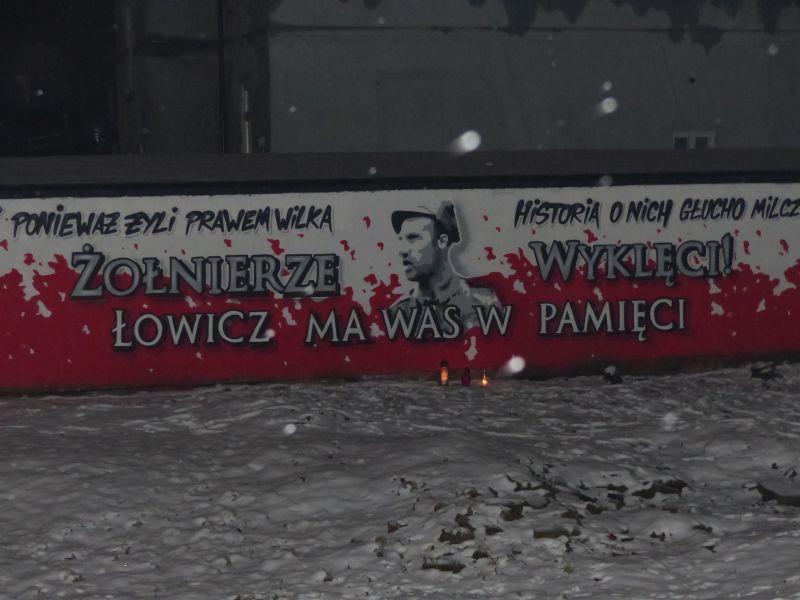 PONIEWAŻ ŻYLI PRAWEM WILKA
HISTORIA O NICH GŁUCHO MILCZ
ŻOŁNIERZE WYKLĘCI!
ŁOWICZ MA WAS W PAMIĘCI